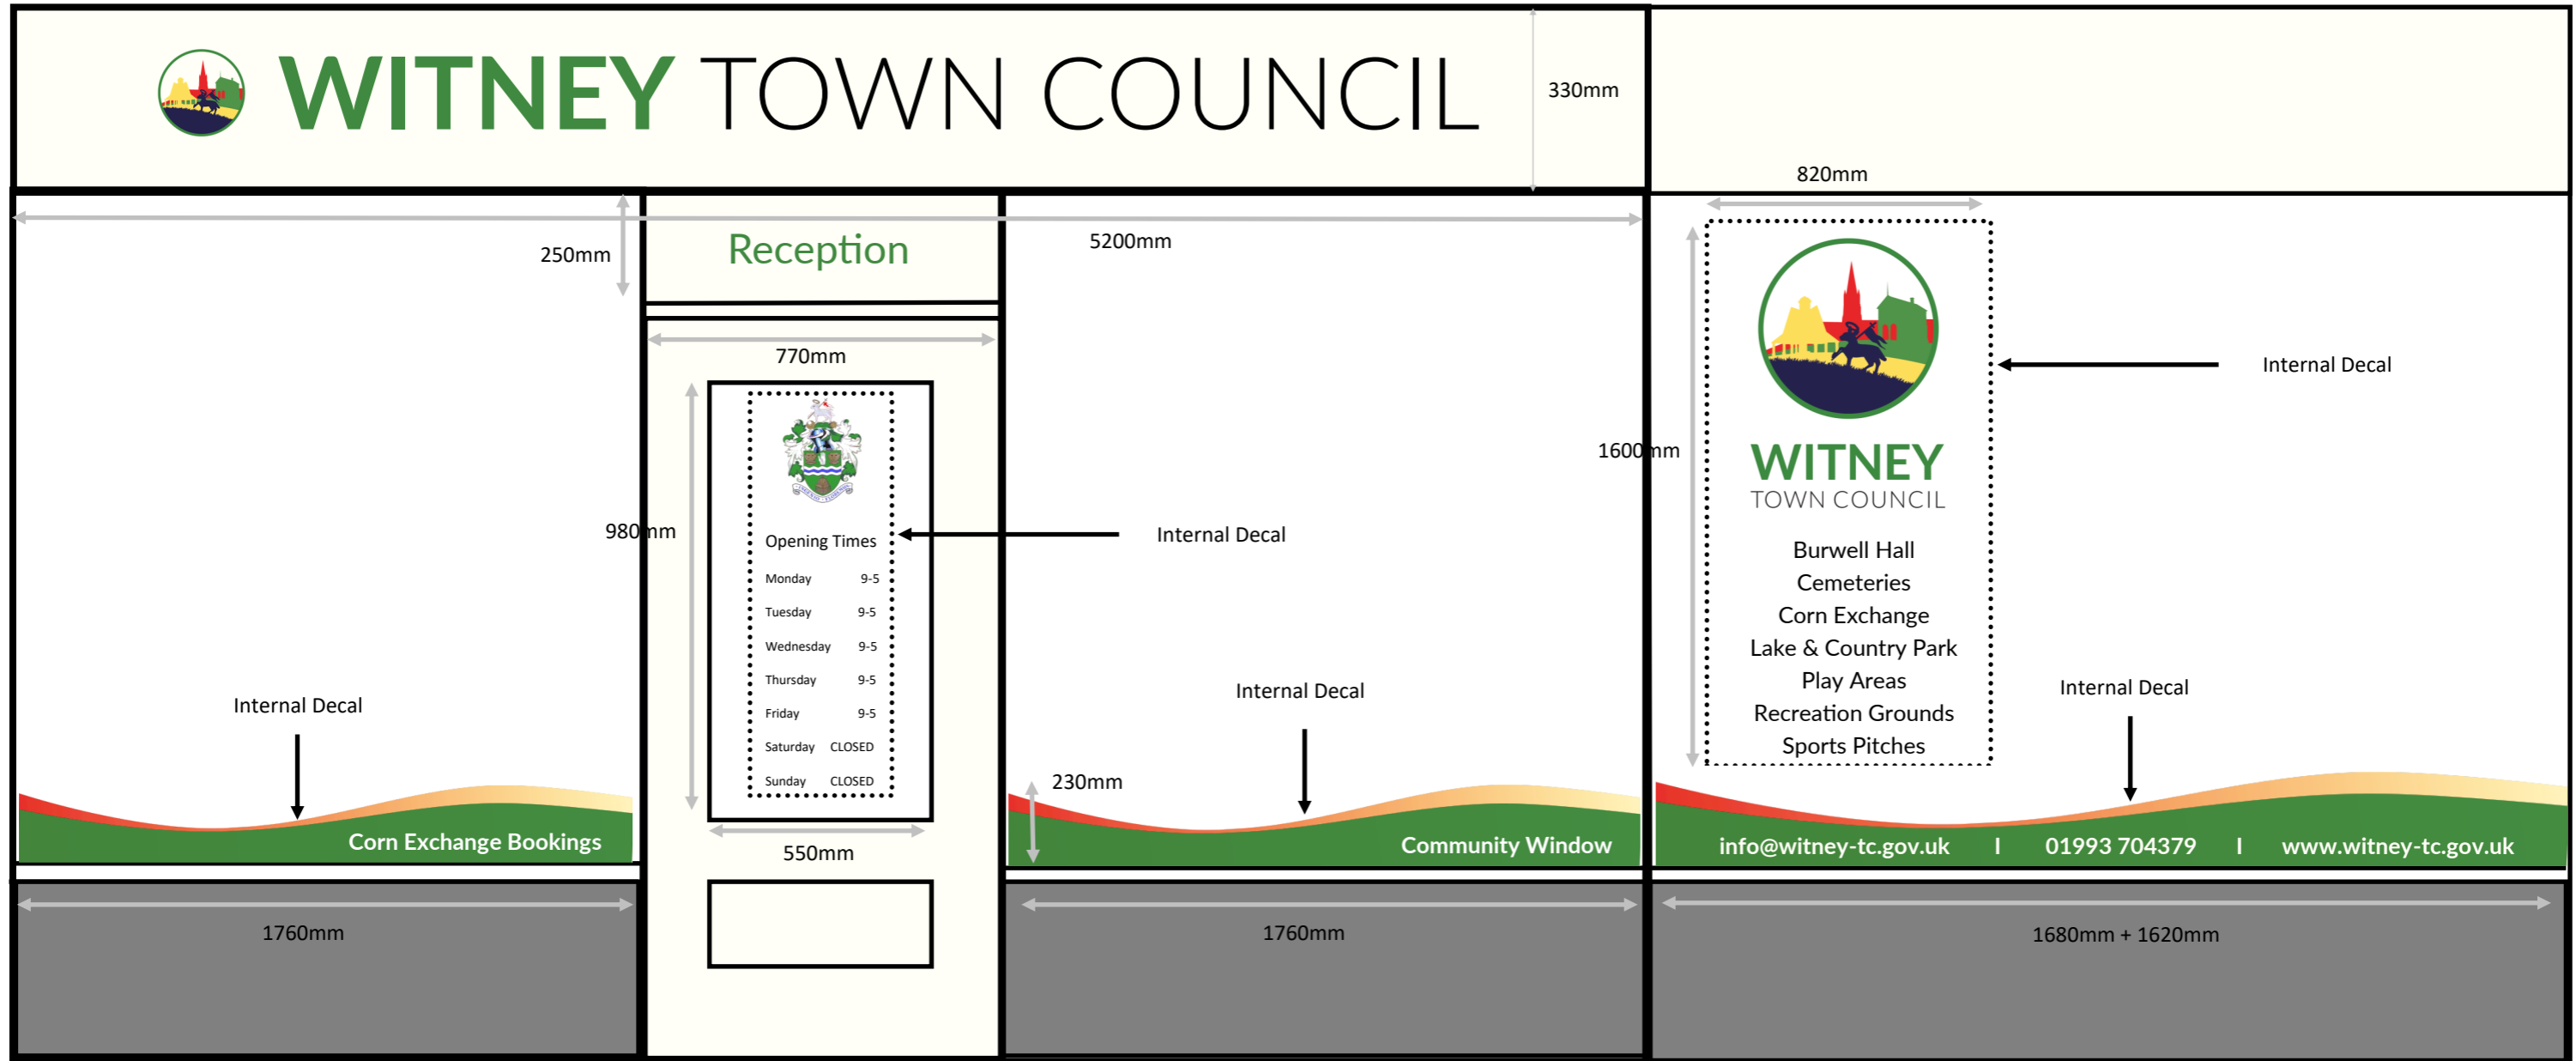 WITNEY TOWN COUNCIL
330mm
820mm
250mm
Reception
5200mm
770mm
980mm
Opening Times
Monday 9-5
Tuesday 9-5
Wednesday 9-5
Thursday 9-5
Friday 9-5
Saturday CLOSED
Sunday CLOSED
Internal Decal
550mm
Internal Decal
Corn Exchange Bookings
1760mm
Internal Decal
230mm
Community Window
1760mm
1600mm
WITNEY
TOWN COUNCIL
Burwell Hall
Cemeteries
Corn Exchange
Lake & Country Park
Play Areas
Recreation Grounds
Sports Pitches
Internal Decal
Internal Decal
info@witney-tc.gov.uk I 01993 704379 I www.witney-tc.gov.uk
1680mm + 1620mm